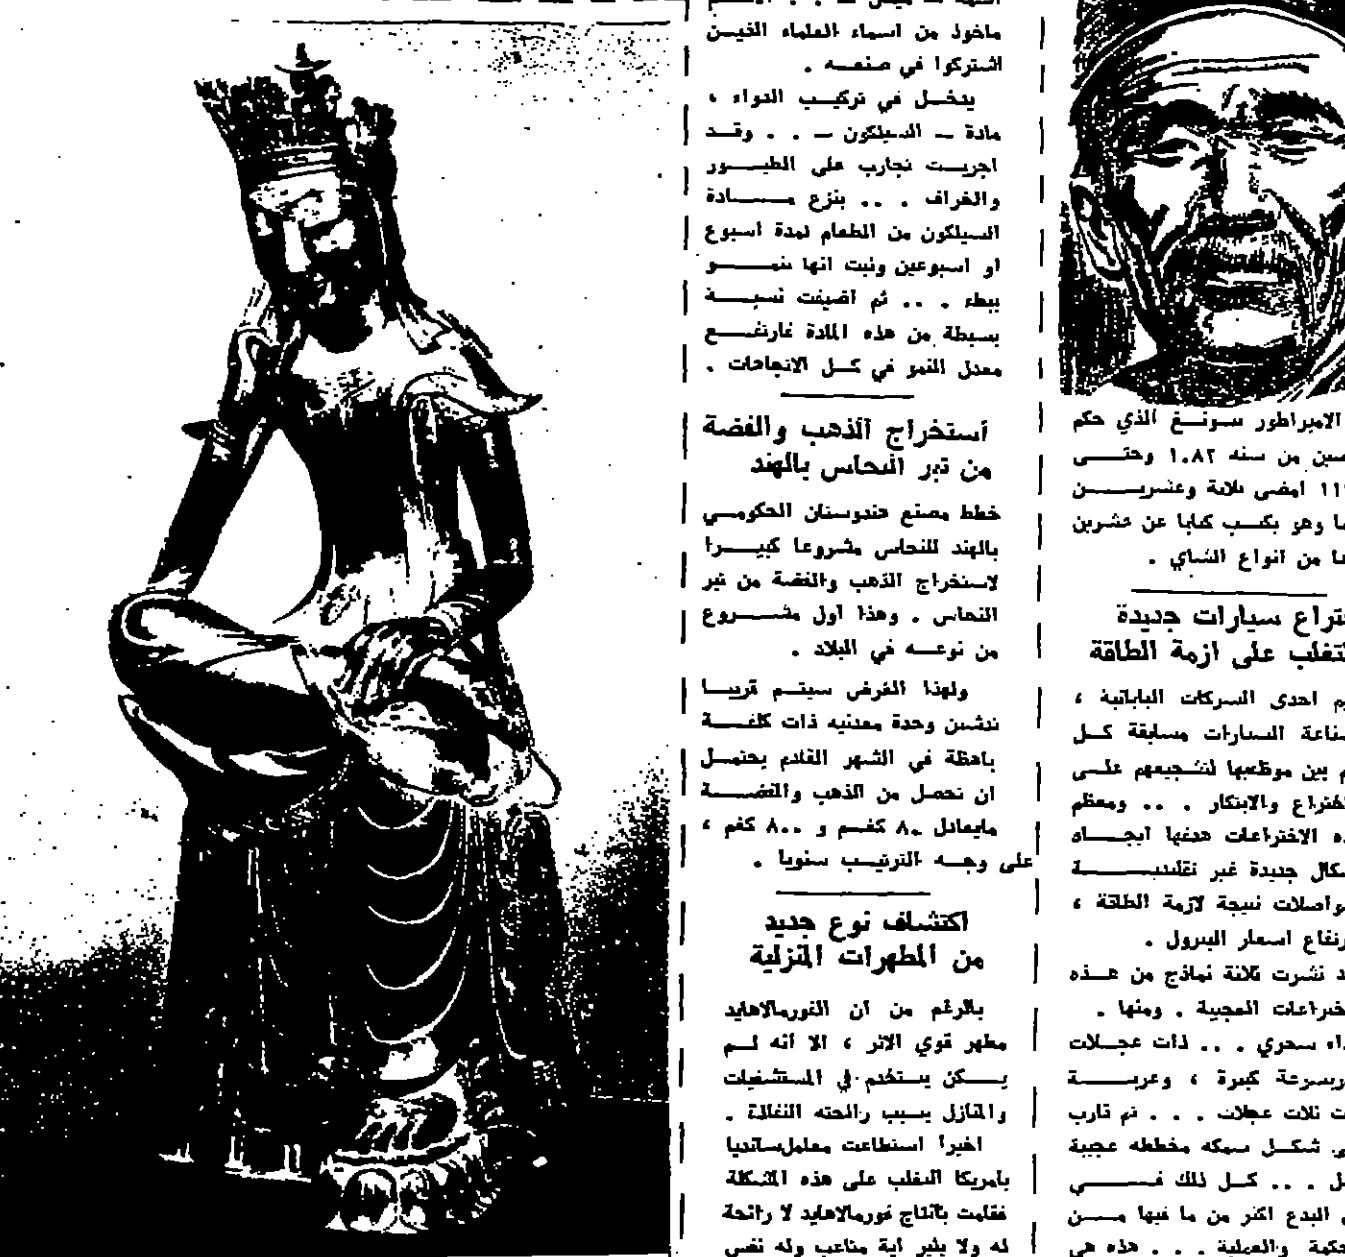 الامبراطور سونغ الذي حكم
من سنه ١٠٨٢ وحتى
امضى ثلاثة وعشرين
وهو يكتب كتابا عن عشرين
من انواع الشاي .
سيارات جديدة
على ازمة الطاقة
احدى الشركات اليابانية ،
السيارات مسابقة كل
بين موظفيها لتشجيعهم على
والابتكار . .. ومعظم
الاختراعات هدفها ايجاد
جديدة غير تقليدية
نتيجة لازمة الطاقة ،
اسعار البترول .
نشرت ثلاثة نماذج من هذه
العجيبة . ومنها .
سحري . .. ذات عجلات
كبيرة ، وعربة
ثلاث عجلات . . . ثم قارب
شكل سمكه مخططه عجيبة
. .. كل ذلك في
البدع اكثر من ما فيها من
والعملية . . . هذه هي
ماخوذ من اسماء العلماء الذين
اشتركوا في صنعه .
يدخل في تركيب الدواء ،
مادة – السيلكون – . . وقد
اجريت تجارب على الطيور
والخراف . .. بنزع مادة
السيلكون من الطعام لمدة اسبوع
او اسبوعين وثبت انها تنمو
ببطء . .. ثم اضيفت نسبة
بسيطة من هذه المادة فارتفع
معدل النمو في كل الاتجاهات .
استخراج الذهب والفضة
من تبر النحاس بالهند
خطط مصنع هندوستان الحكومي
بالهند للنحاس مشروعا كبيرا
لاستخراج الذهب والفضة من تبر
النحاس . وهذا اول مشروع
من نوعه في البلاد .
ولهذا الغرض سيتم قريبا
تدشين وحدة معدنيه ذات كلفة
باهظة في الشهر القادم يحتمل
ان تحصل من الذهب والفضة
مايعادل ٨٠ كغم و ٨٠٠ كغم ،
على وجه الترتيب سنويا .
اكتشاف نوع جديد
من المطهرات المنزلية
بالرغم من ان الفورمالاهايد
مطهر قوي الاثر ، الا أنه لم
يكن يستخدم في المستشفيات
والمنازل بسبب رائحته النفاذة .
اخيرا استطاعت معامل سانديا
بامريكا التغلب على هذه المشكلة
فقامت بانتاج فورمالاهايد لا رائحة
له ولا يثير اية متاعب وله نفس